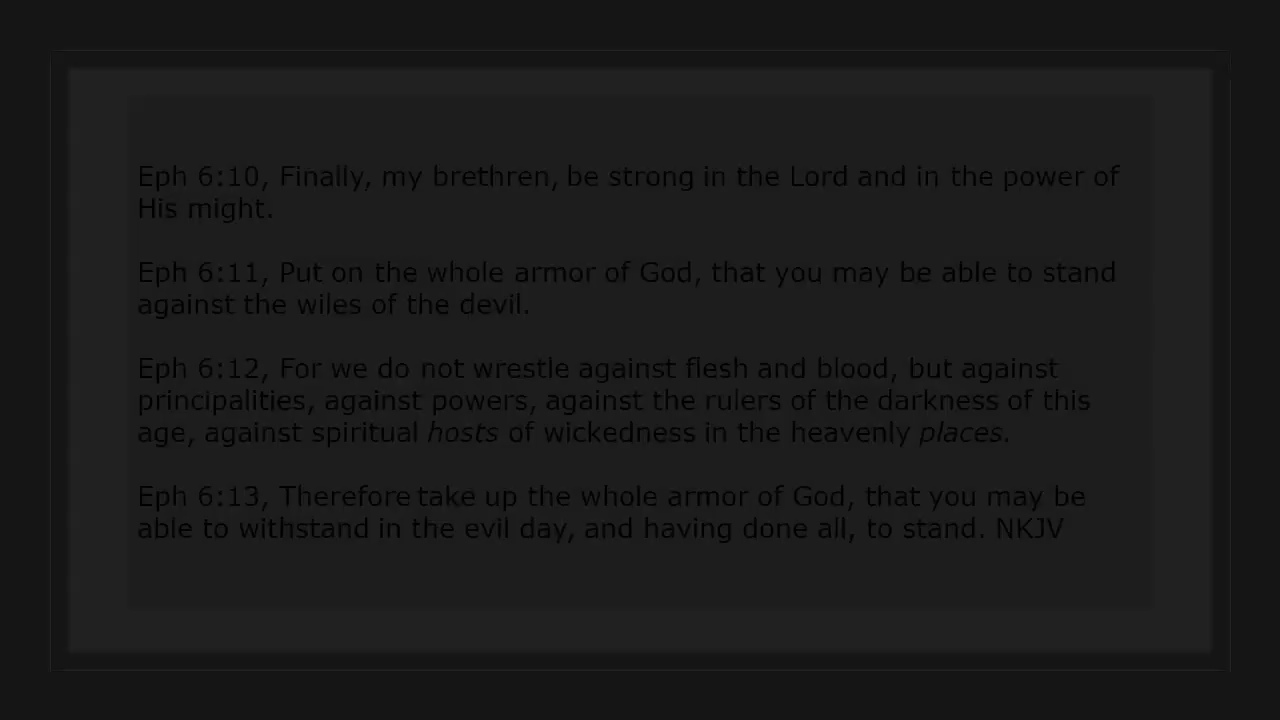 Eph 6:10, Finally, my brethren, be strong in the Lord and in the power of
His might.
Eph 6:11, Put on the whole armor of God, that you may be able to stand
against the wiles of the devil.
Eph 6:12, For we do not wrestle against flesh and blood, but against
principalities, against powers, against the rulers of the darkness of this
age, against spiritual hosts of wickedness in the heavenly places.
Eph 6:13, Therefore take up the whole armor of God, that you may be
able to withstand in the evil day, and having done all, to stand. NKJV